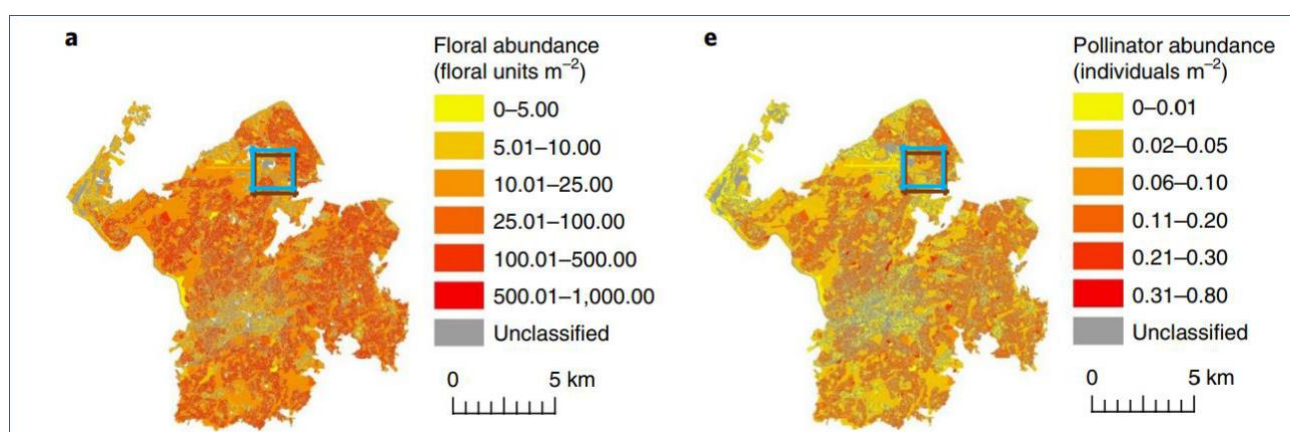 a
Floral abundance
(floral units m⁻²)
0–5.00
5.01–10.00
10.01–25.00
25.01–100.00
100.01–500.00
500.01–1,000.00
Unclassified
0 5 km
e
Pollinator abundance
(individuals m⁻²)
0–0.01
0.02–0.05
0.06–0.10
0.11–0.20
0.21–0.30
0.31–0.80
Unclassified
0 5 km